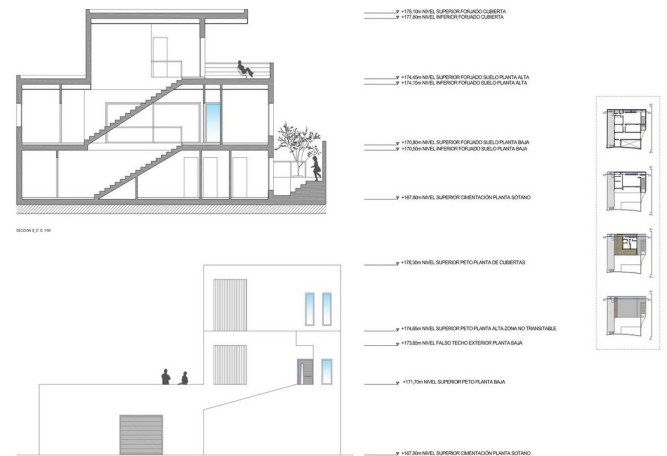 +178,10m NIVEL SUPERIOR FORJADO CUBIERTA
+177,80m NIVEL INFERIOR FORJADO CUBIERTA
+174,45m NIVEL SUPERIOR FORJADO SUELO PLANTA ALTA
+174,15m NIVEL INFERIOR FORJADO SUELO PLANTA ALTA
+170,80m NIVEL SUPERIOR FORJADO SUELO PLANTA BAJA
+170,50m NIVEL INFERIOR FORJADO SUELO PLANTA BAJA
+167,80m NIVEL SUPERIOR CIMENTACIÓN PLANTA SÓTANO
+178,30m NIVEL SUPERIOR PETO PLANTA DE CUBIERTAS
+174,65m NIVEL SUPERIOR PETO PLANTA ALTA ZONA NO TRANSITABLE
+173,80m NIVEL FALSO TECHO EXTERIOR PLANTA BAJA
+171,70m NIVEL SUPERIOR PETO PLANTA BAJA
+167,80m NIVEL SUPERIOR CIMENTACIÓN PLANTA SOTANO